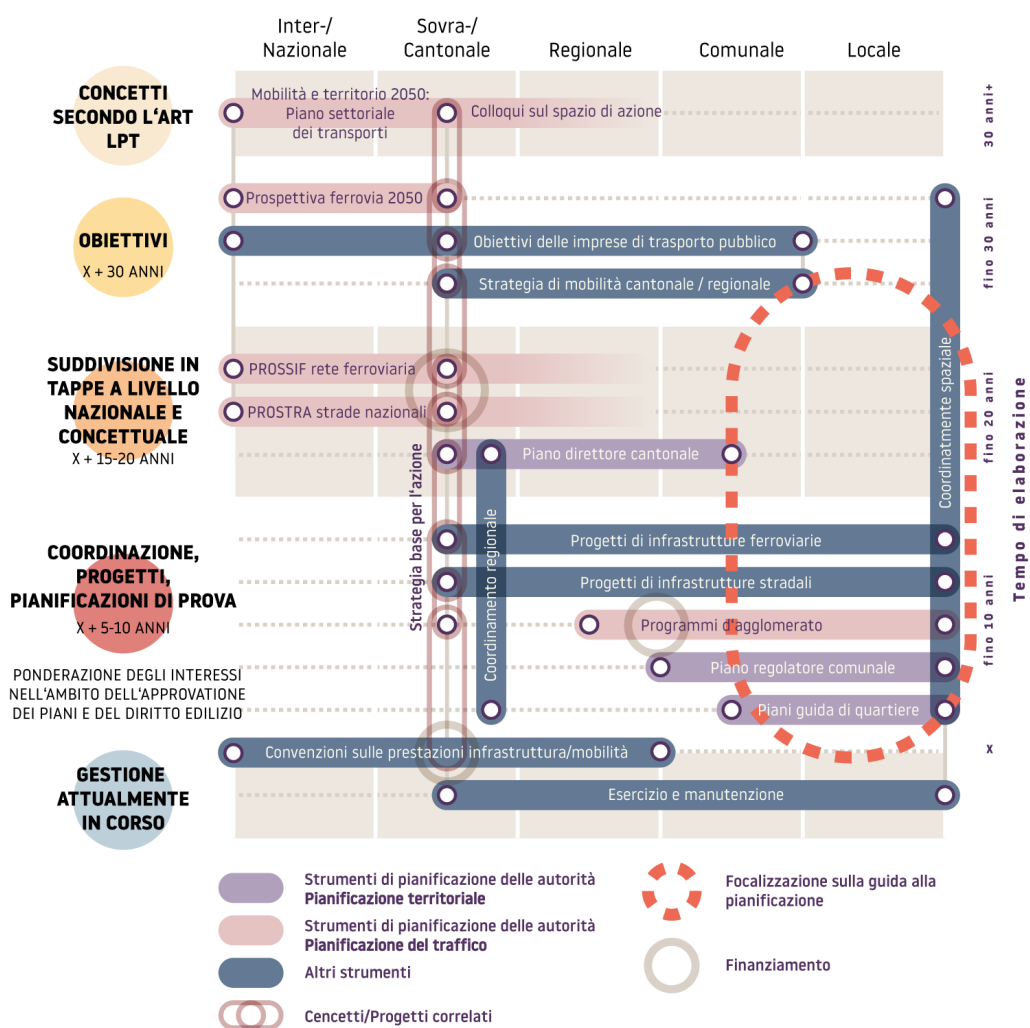 Inter-/
Nazionale
Sovra-/
Cantonale
Regionale
Comunale
Locale
CONCETTI
SECONDO L'ART
LPT
Mobilità e territorio 2050:
Piano settoriale
dei trasporti
Colloqui sul spazio di azione
30 anni+
Prospettiva ferrovia 2050
OBIETTIVI
X + 30 ANNI
Obiettivi delle imprese di trasporto pubblico
Strategia di mobilità cantonale / regionale
fino 30 anni
SUDDIVISIONE IN
TAPPE A LIVELLO
NAZIONALE E
CONCETTUALE
X + 15-20 ANNI
PROSSIF rete ferroviaria
PROSTRA strade nazionali
Piano direttore cantonale
Strategia base per l'azione
Coordinamento regionale
Coordinatmente spaziale
fino 20 anni
Tempo di elaborazione
COORDINAZIONE,
PROGETTI,
PIANIFICAZIONI DI PROVA
X + 5-10 ANNI
Progetti di infrastrutture ferroviarie
Progetti di infrastrutture stradali
Programmi d'agglomerato
Piano regolatore comunale
Piani guida di quartiere
fino 10 anni
PONDERAZIONE DEGLI INTERESSI
NELL'AMBITO DELL'APPROVATIONE
DEI PIANI E DEL DIRITTO EDILIZIO
Convenzioni sulle prestazioni infrastruttura/mobilità
X
GESTIONE
ATTUALMENTE
IN CORSO
Esercizio e manutenzione
Strumenti di pianificazione delle autorità
Pianificazione territoriale
Strumenti di pianificazione delle autorità
Pianificazione del traffico
Altri strumenti
Cencetti/Progetti correlati
Focalizzazione sulla guida alla
pianificazione
Finanziamento